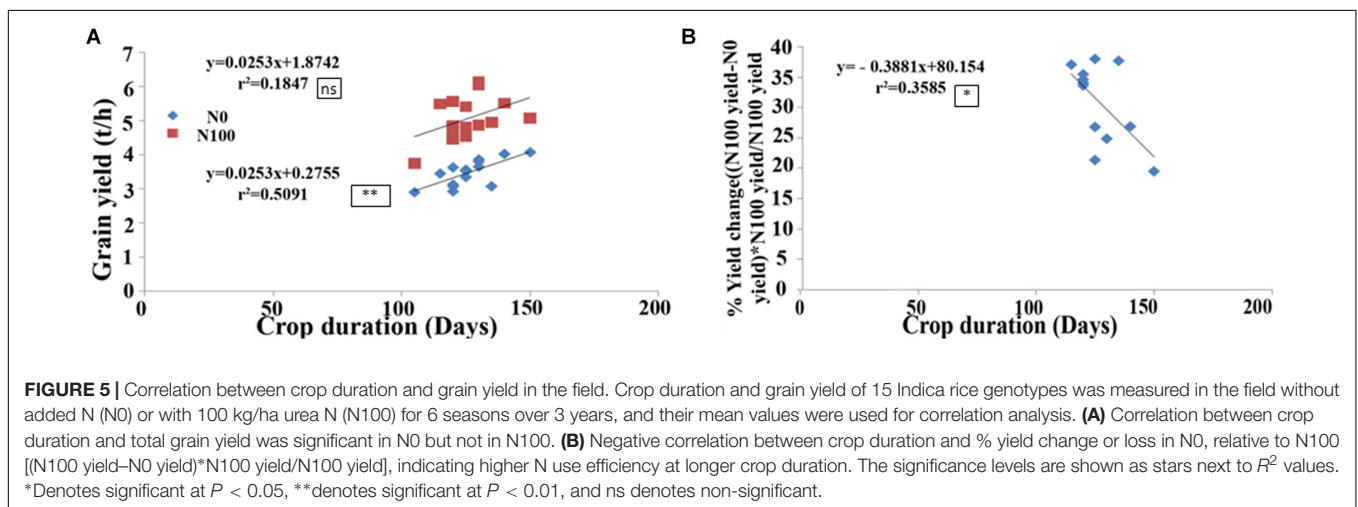 A
y=0.0253x+1.8742
r²=0.1847 ns
N0
N100
y=0.0253x+0.2755
r²=0.5091 **
Grain yield (t/h)
7
6
5
4
3
2
1
0
0 50 100 150 200
Crop duration (Days)
B
y= - 0.3881x+80.154
r²=0.3585 *
% Yield change((N100 yield-N0
yield)*N100 yield/N100 yield
40
35
30
25
20
15
10
5
0
0 50 100 150 200
Crop duration (Days)
FIGURE 5 | Correlation between crop duration and grain yield in the field. Crop duration and grain yield of 15 Indica rice genotypes was measured in the field without
added N (N0) or with 100 kg/ha urea N (N100) for 6 seasons over 3 years, and their mean values were used for correlation analysis. (A) Correlation between crop
duration and total grain yield was significant in N0 but not in N100. (B) Negative correlation between crop duration and % yield change or loss in N0, relative to N100
[(N100 yield–N0 yield)*N100 yield/N100 yield], indicating higher N use efficiency at longer crop duration. The significance levels are shown as stars next to R² values.
*Denotes significant at P < 0.05, **denotes significant at P < 0.01, and ns denotes non-significant.